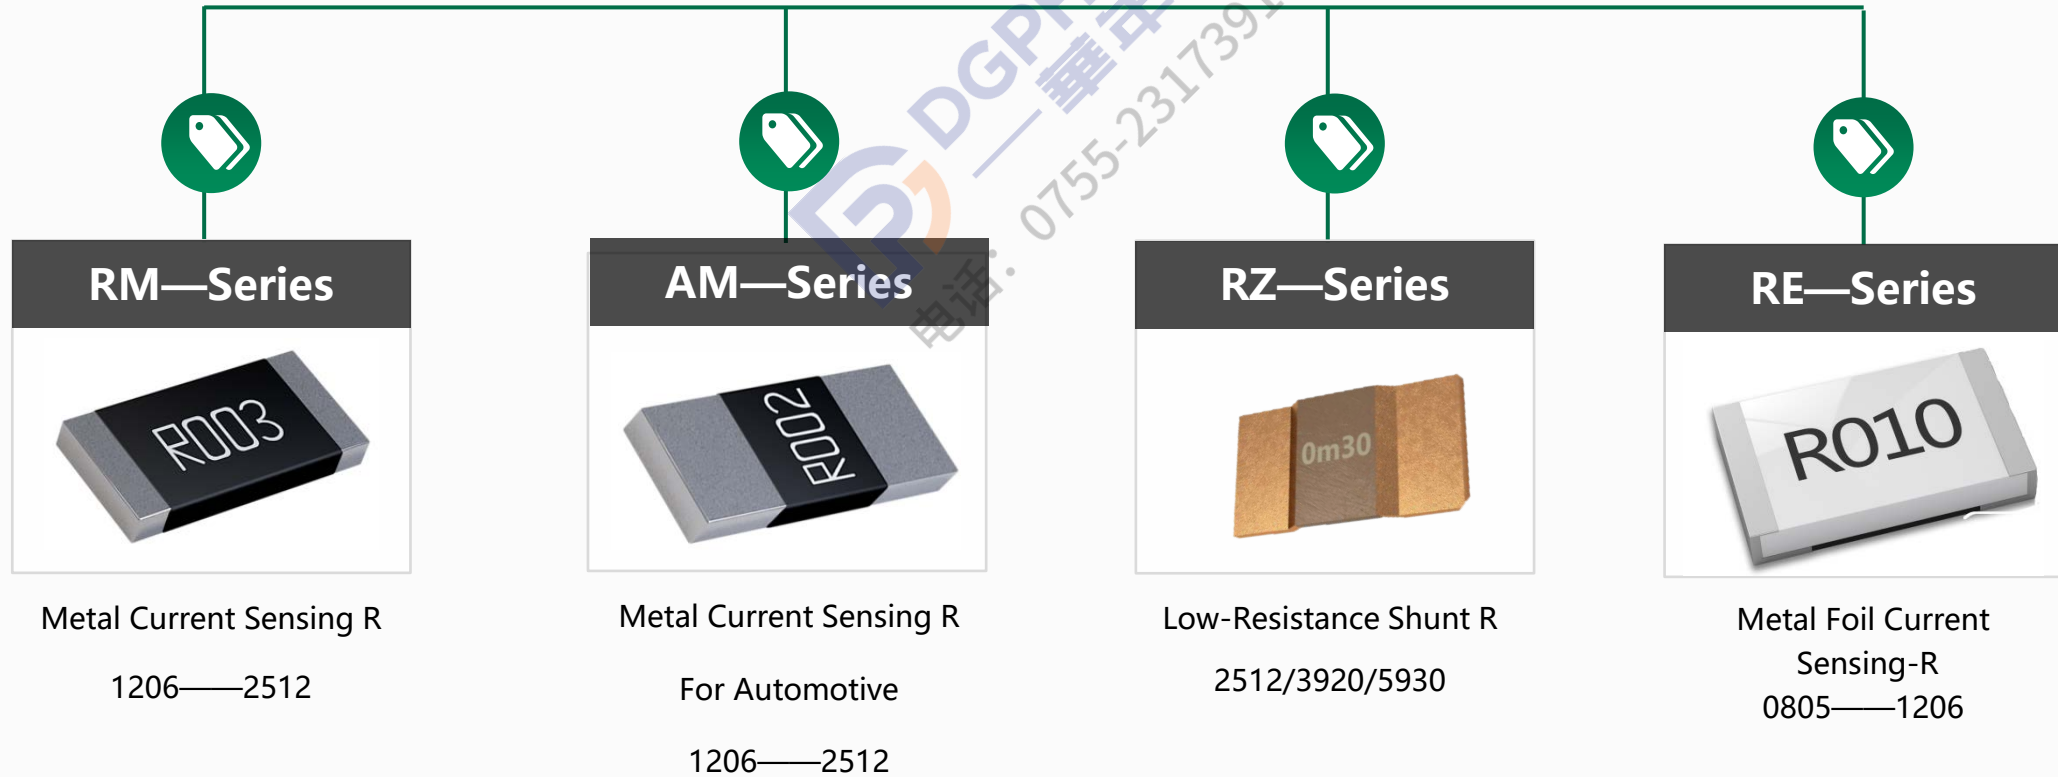 RM—Series
R003
Metal Current Sensing R
1206——2512
AM—Series
R002
Metal Current Sensing R
For Automotive
1206——2512
RZ—Series
0m30
Low-Resistance Shunt R
2512/3920/5930
RE—Series
R010
Metal Foil Current
Sensing-R
0805——1206
电话: 0755-2317391